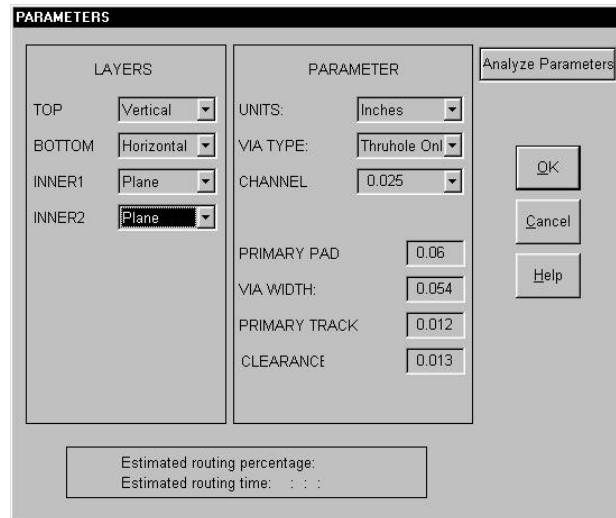 PARAMETERS
LAYERS
TOP Vertical
BOTTOM Horizontal
INNER1 Plane
INNER2 Plane
PARAMETER
UNITS: Inches
VIA TYPE: Thruhole Onl
CHANNEL 0.025
PRIMARY PAD 0.06
VIA WIDTH: 0.054
PRIMARY TRACK 0.012
CLEARANCE 0.013
Analyze Parameters
OK
Cancel
Help
Estimated routing percentage:
Estimated routing time: : : :